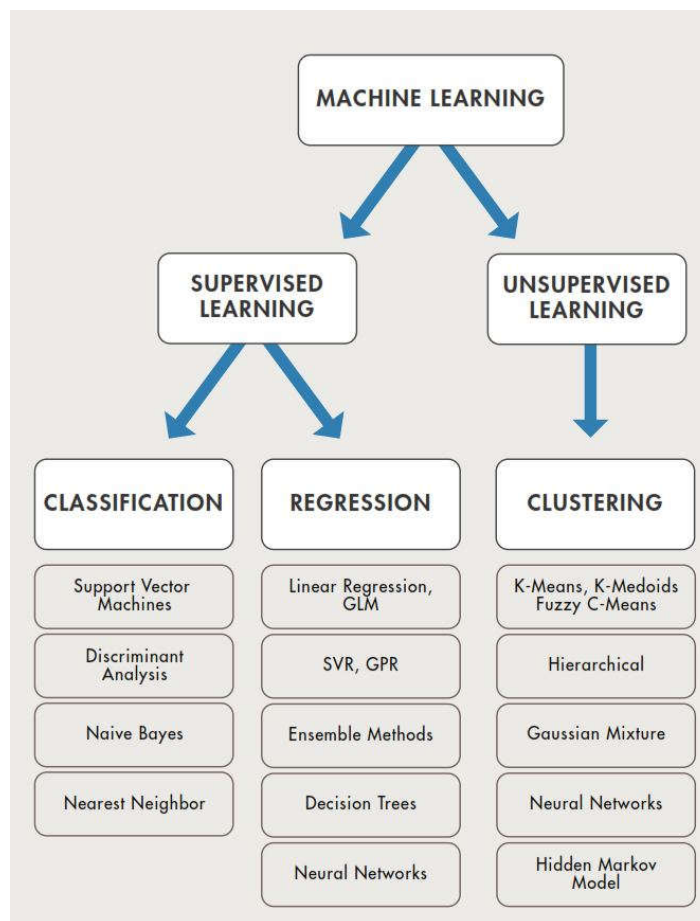 MACHINE LEARNING
SUPERVISED
LEARNING
UNSUPERVISED
LEARNING
CLASSIFICATION
Support Vector
Machines
Discriminant
Analysis
Naive Bayes
Nearest Neighbor
REGRESSION
Linear Regression,
GLM
SVR, GPR
Ensemble Methods
Decision Trees
Neural Networks
CLUSTERING
K-Means, K-Medoids
Fuzzy C-Means
Hierarchical
Gaussian Mixture
Neural Networks
Hidden Markov
Model